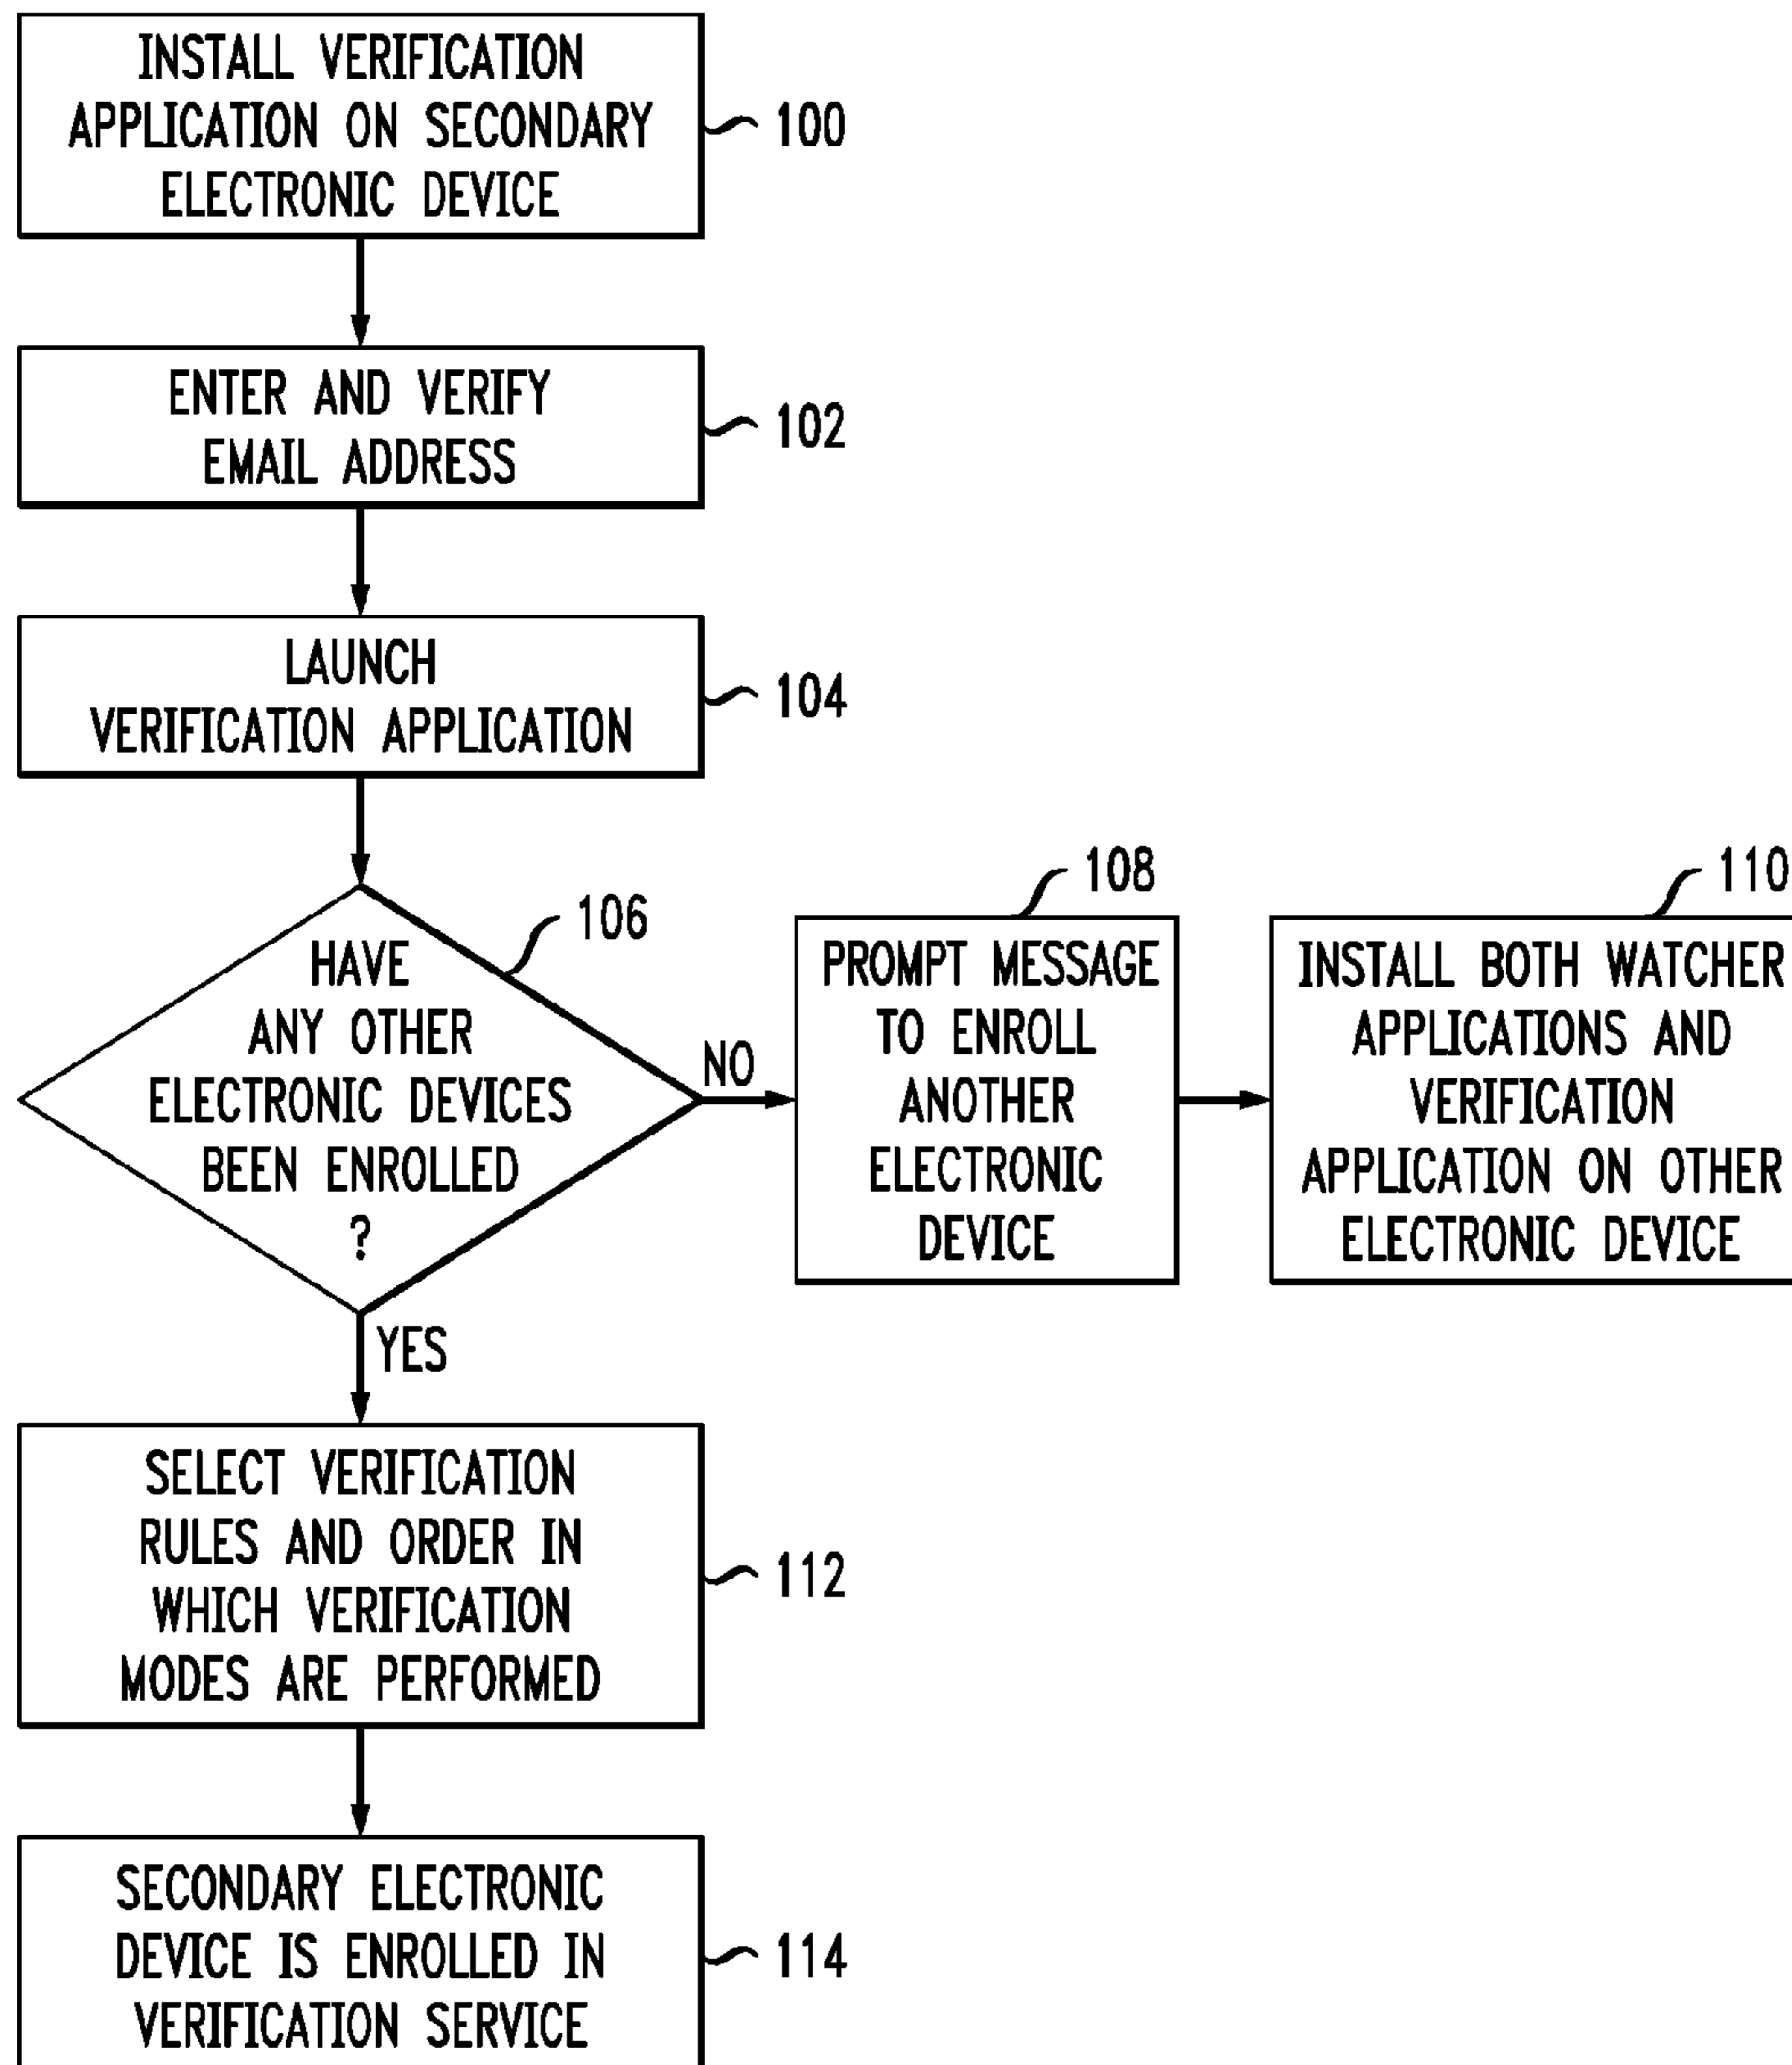 INSTALL VERIFICATION
APPLICATION ON SECONDARY
ELECTRONIC DEVICE
100
ENTER AND VERIFY
EMAIL ADDRESS
102
LAUNCH
VERIFICATION APPLICATION
104
HAVE
ANY OTHER
ELECTRONIC DEVICES
BEEN ENROLLED
?
106
NO
108
PROMPT MESSAGE
TO ENROLL
ANOTHER
ELECTRONIC
DEVICE
110
INSTALL BOTH WATCHER
APPLICATIONS AND
VERIFICATION
APPLICATION ON OTHER
ELECTRONIC DEVICE
YES
SELECT VERIFICATION
RULES AND ORDER IN
WHICH VERIFICATION
MODES ARE PERFORMED
112
SECONDARY ELECTRONIC
DEVICE IS ENROLLED IN
VERIFICATION SERVICE
114